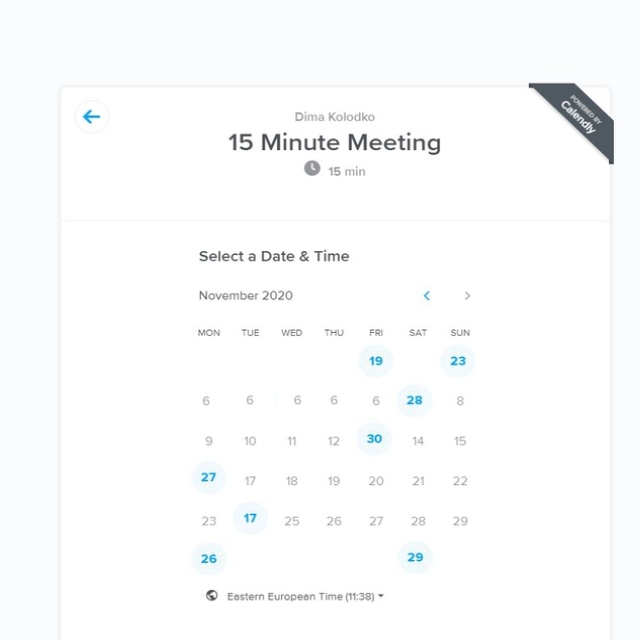 POWERED BY
Calendly
Dima Kolodko
15 Minute Meeting
15 min
Select a Date & Time
November 2020
MON TUE WED THU FRI SAT SUN
19 23
6 6 6 6 6 28 8
9 10 11 12 30 14 15
27 17 18 19 20 21 22
23 17 25 26 27 28 29
26 29
Eastern European Time (11:38)